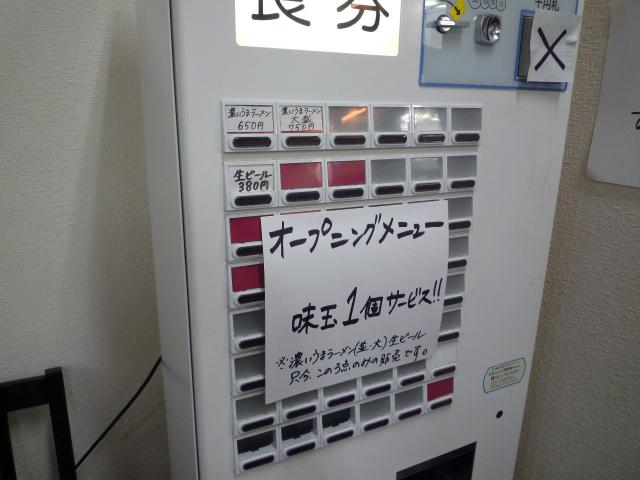 食券
千円札
X
濃いうまラーメン
650円
濃いうまラーメン
大盛
750円
生ビール
380円
オープニングメニュー
味玉1個サービス!!
※濃いうまラーメン(並・大)生ビール
只今、この3点のみの販売です。